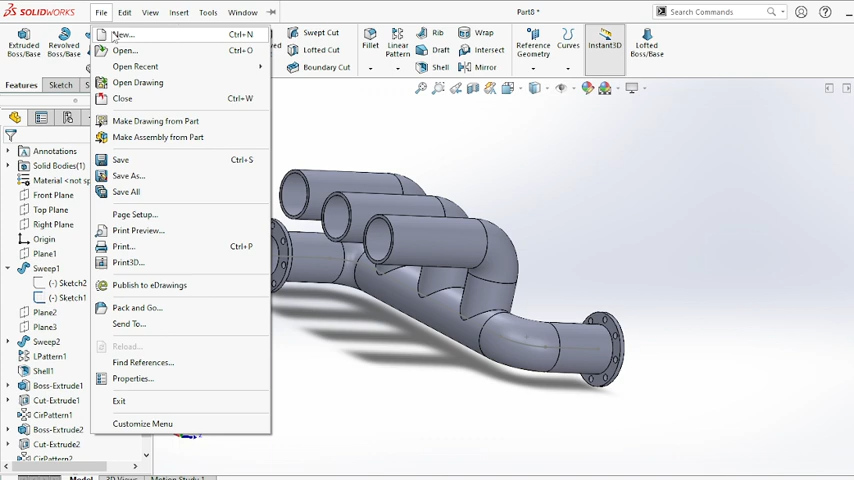 SOLIDWORKS File Edit View Insert Tools Window Part8 * Search Commands
New... Ctrl+N
Open... Ctrl+O
Open Recent
Open Drawing
Close Ctrl+W
Make Drawing from Part
Make Assembly from Part
Save Ctrl+S
Save As...
Save All
Page Setup...
Print Preview...
Print... Ctrl+P
Print3D...
Publish to eDrawings
Pack and Go...
Send To...
Reload...
Find References...
Properties...
Exit
Customize Menu
Extruded Boss/Base
Revolved Boss/Base
Swept Cut
Lofted Cut
Boundary Cut
Fillet
Linear Pattern
Rib
Draft
Shell
Wrap
Intersect
Mirror
Reference Geometry
Curves
Instant3D
Lofted Boss/Base
Features Sketch
Annotations
Solid Bodies(1)
Material <not sp
Front Plane
Top Plane
Right Plane
Origin
Plane1
Sweep1
(-) Sketch2
(-) Sketch1
Plane2
Plane3
Sweep2
LPattern1
Shell1
Boss-Extrude1
Cut-Extrude1
CirPattern1
Boss-Extrude2
Cut-Extrude2
CirPattern2
Model 3D Views Motion Study 1